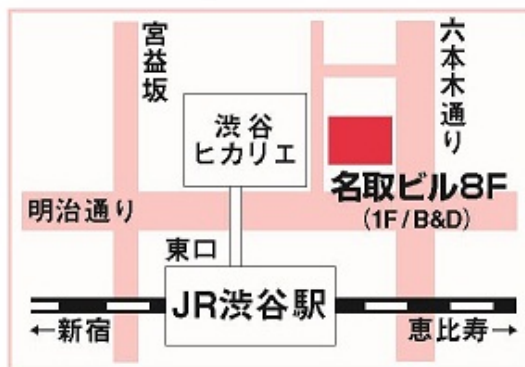 宮益坂
六本木通り
渋谷
ヒカリエ
名取ビル8F
(1F/B&D)
明治通り
東口
JR渋谷駅
←新宿
恵比寿→